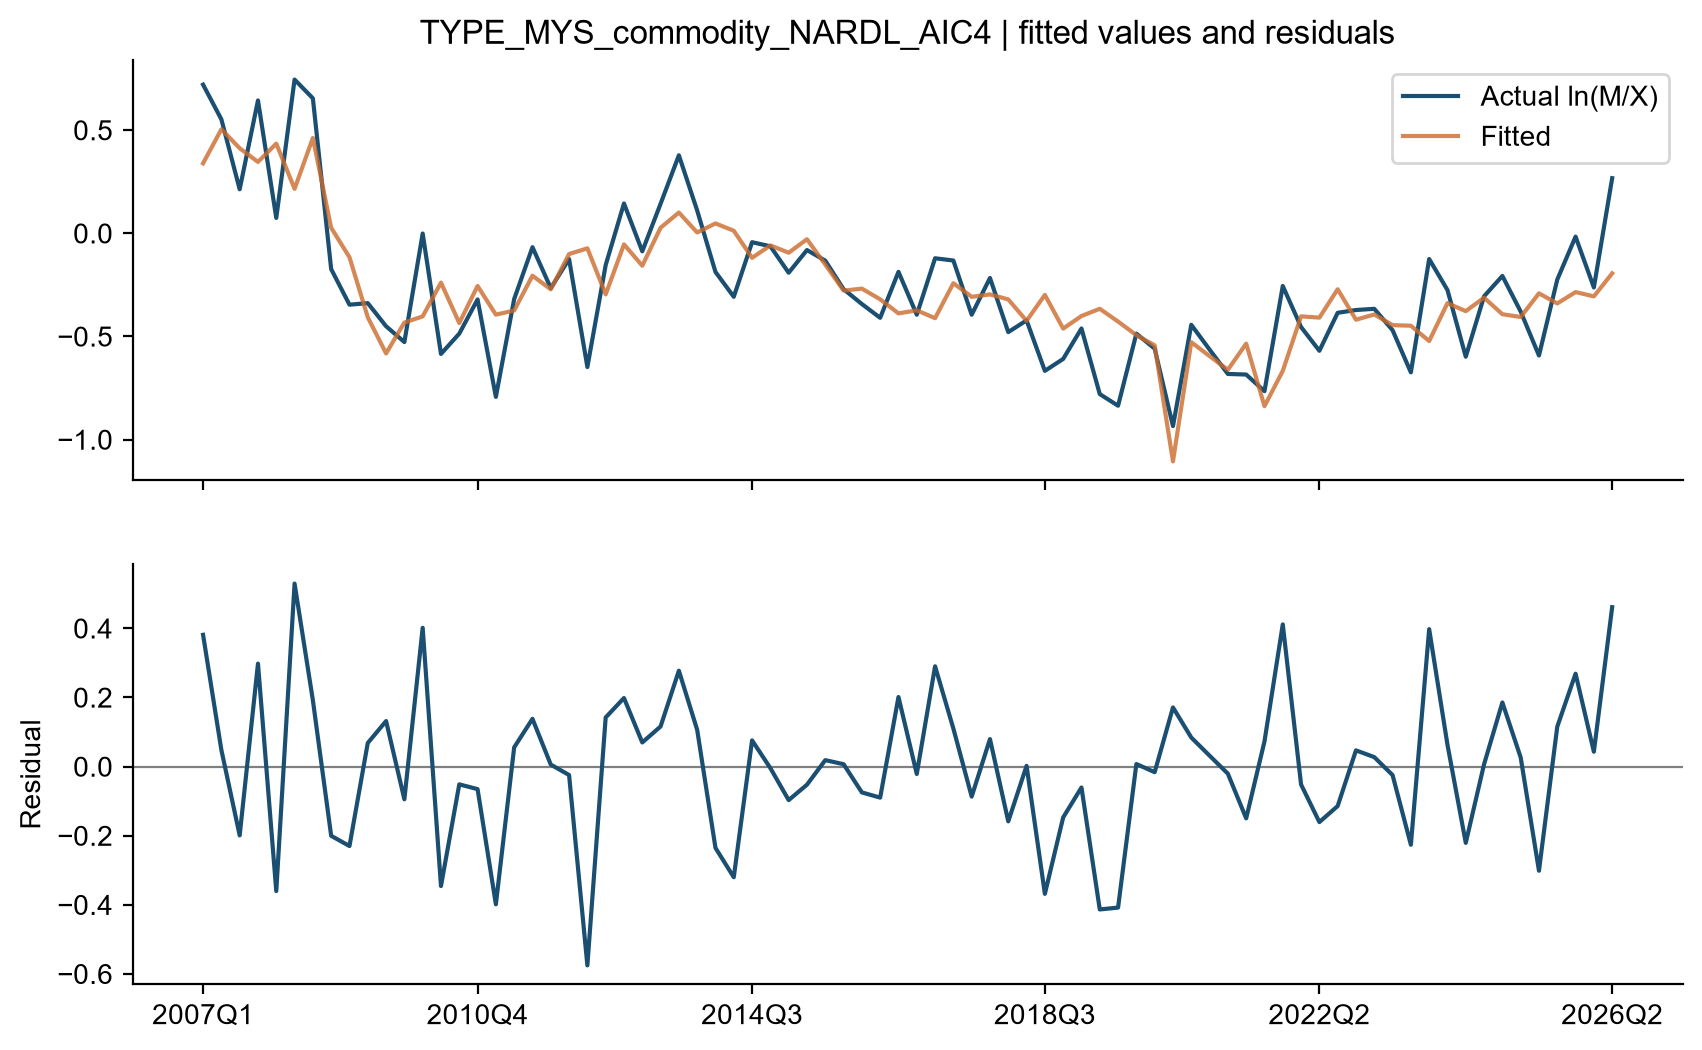 TYPE_MYS_commodity_NARDL_AIC4 | fitted values and residuals
Actual ln(M/X)
Fitted
0.5
0.0
−0.5
−1.0
Residual
0.4
0.2
0.0
−0.2
−0.4
−0.6
2007Q1 2010Q4 2014Q3 2018Q3 2022Q2 2026Q2